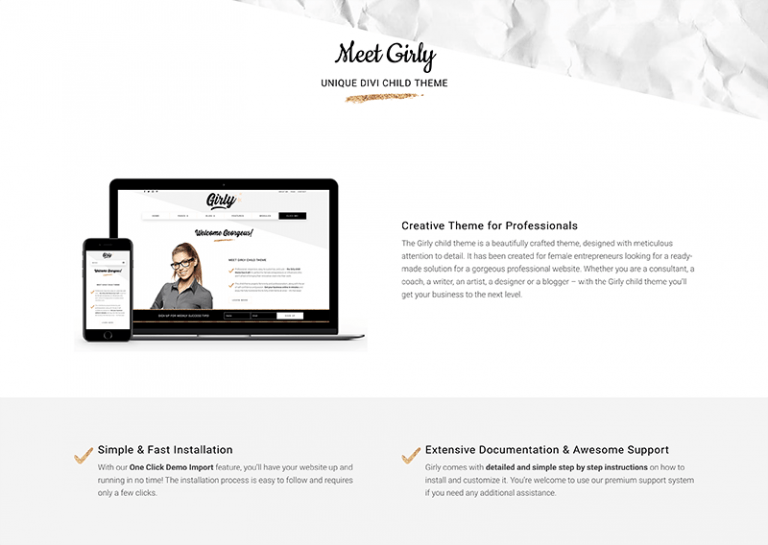 Meet Girly
UNIQUE DIVI CHILD THEME
Girly
Welcome Georgeous!
MEET GIRLY CHILD THEME
Creative Theme for Professionals
The Girly child theme is a beautifully crafted theme, designed with meticulous
attention to detail. It has been created for female entrepreneurs looking for a ready-
made solution for a gorgeous professional website. Whether you are a consultant, a
coach, a writer, an artist, a designer or a blogger – with the Girly child theme you'll
get your business to the next level.
Simple & Fast Installation
With our One Click Demo Import feature, you'll have your website up and
running in no time! The installation process is easy to follow and requires
only a few clicks.
Extensive Documentation & Awesome Support
Girly comes with detailed and simple step by step instructions on how to
install and customize it. You're welcome to use our premium support system
if you need any additional assistance.